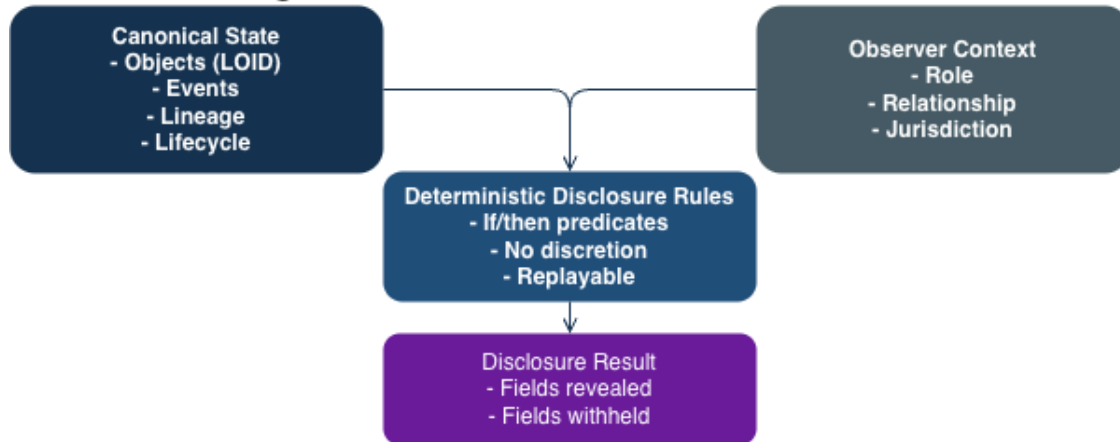 Canonical State
- Objects (LOID)
- Events
- Lineage
- Lifecycle
Observer Context
- Role
- Relationship
- Jurisdiction
Deterministic Disclosure Rules
- If/then predicates
- No discretion
- Replayable
Disclosure Result
- Fields revealed
- Fields withheld